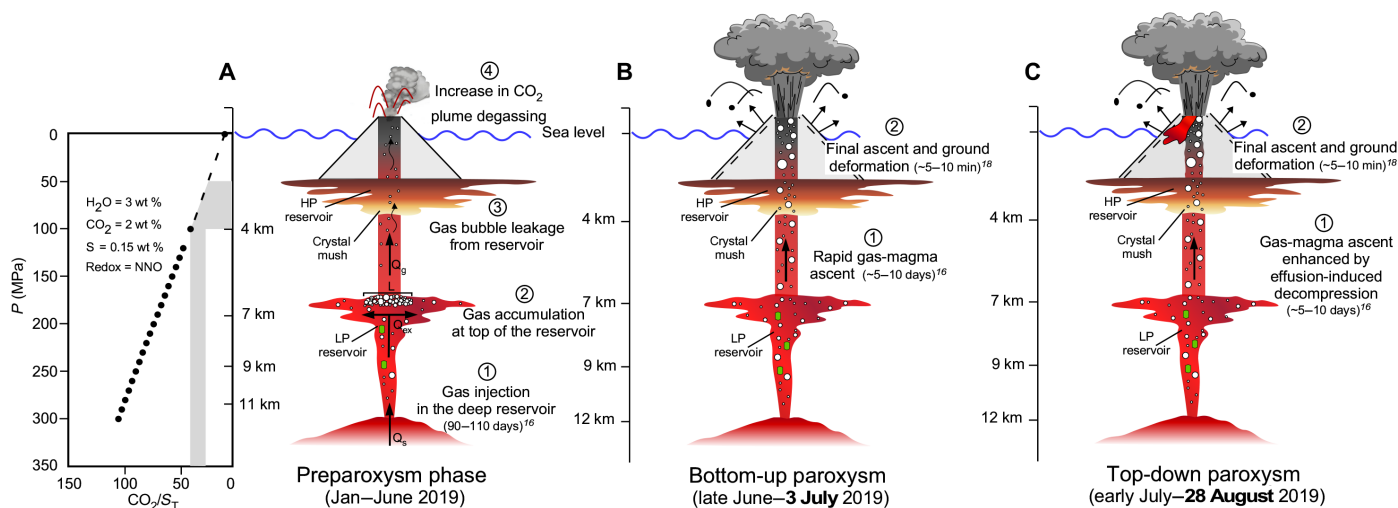 A
B
C
④
Increase in CO2
plume degassing
Sea level
②
Final ascent and ground
deformation (~5–10 min)18
②
Final ascent and ground
deformation (~5–10 min)18
0
50
100
150
200
250
300
350
P (MPa)
H2O = 3 wt %
CO2 = 2 wt %
S = 0.15 wt %
Redox = NNO
150
100
50
0
CO2/ST
4 km
7 km
9 km
11 km
HP
reservoir
Crystal
mush
③
Gas bubble leakage
from reservoir
Qg
L
②
Gas accumulation
at top of the reservoir
Qex
LP
reservoir
①
Gas injection
in the deep reservoir
(90–110 days)16
Qs
Preparoxysm phase
(Jan–June 2019)
4 km
7 km
9 km
12 km
HP
reservoir
Crystal
mush
①
Rapid gas-magma
ascent (~5–10 days)16
LP
reservoir
Bottom-up paroxysm
(late June–3 July 2019)
4 km
7 km
9 km
12 km
HP
reservoir
Crystal
mush
①
Gas-magma ascent
enhanced by
effusion-induced
decompression
(~5–10 days)16
LP
reservoir
Top-down paroxysm
(early July–28 August 2019)